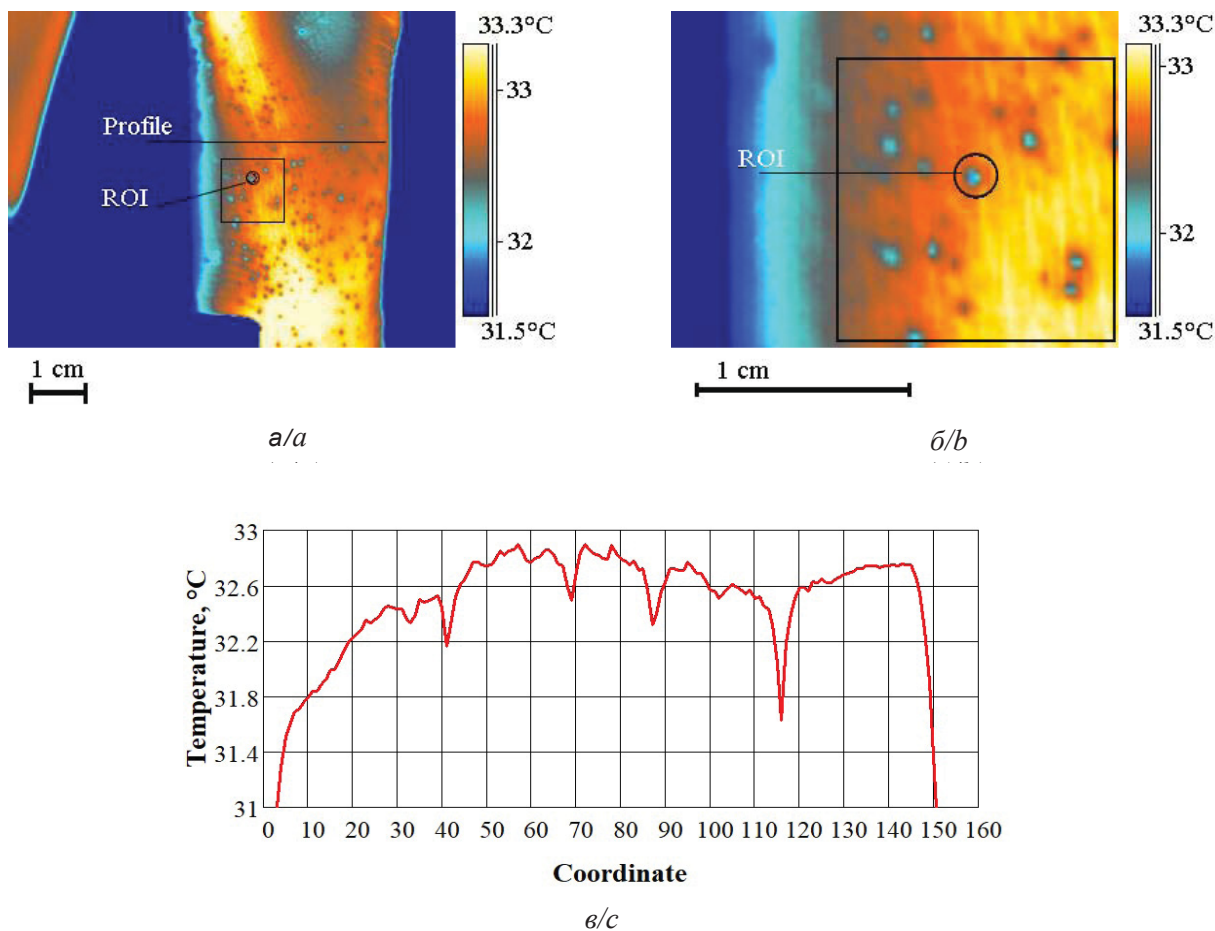 33.3°C
33
Profile
ROI
32
31.5°C
1 cm
а/a
33.3°C
33
ROI
32
31.5°C
1 cm
б/b
33
32.6
32.2
31.8
31.4
31
Temperature, °C
0 10 20 30 40 50 60 70 80 90 100 110 120 130 140 150 160
Coordinate
в/c